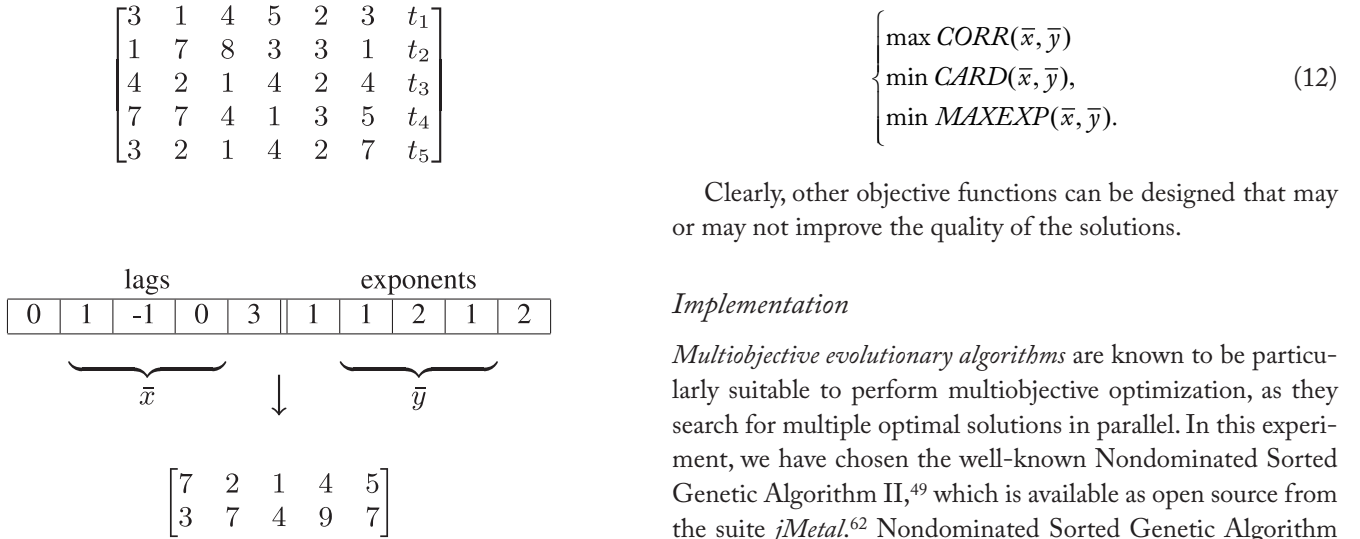 3 1 4 5 2 3 t₁
1 7 8 3 3 1 t₂
4 2 1 4 2 4 t₃
7 7 4 1 3 5 t₄
3 2 1 4 2 7 t₅
lags exponents
0 1 -1 0 3 1 1 2 1 2
x̄ ↓ ȳ
7 2 1 4 5
3 7 4 9 7
max CORR(x̄, ȳ)
min CARD(x̄, ȳ), (12)
min MAXEXP(x̄, ȳ).
Clearly, other objective functions can be designed that may
or may not improve the quality of the solutions.
Implementation
Multiobjective evolutionary algorithms are known to be particu-
larly suitable to perform multiobjective optimization, as they
search for multiple optimal solutions in parallel. In this experi-
ment, we have chosen the well-known Nondominated Sorted
Genetic Algorithm II,⁴⁹ which is available as open source from
the suite jMetal.⁶² Nondominated Sorted Genetic Algorithm